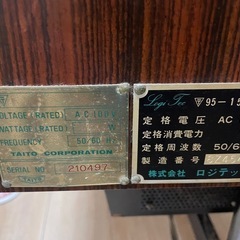 VOLTAGE (RATED) AC 100
WATTAGE (RATED) W
FREQUENCY 50/60 Hz
TAITO CORPORATION
SERIAL NO 210497
Logi Tec 95-15
定格電圧 AC
定格消費電力
定格周波数 50/6
製造番号
株式会社 ロジテッ